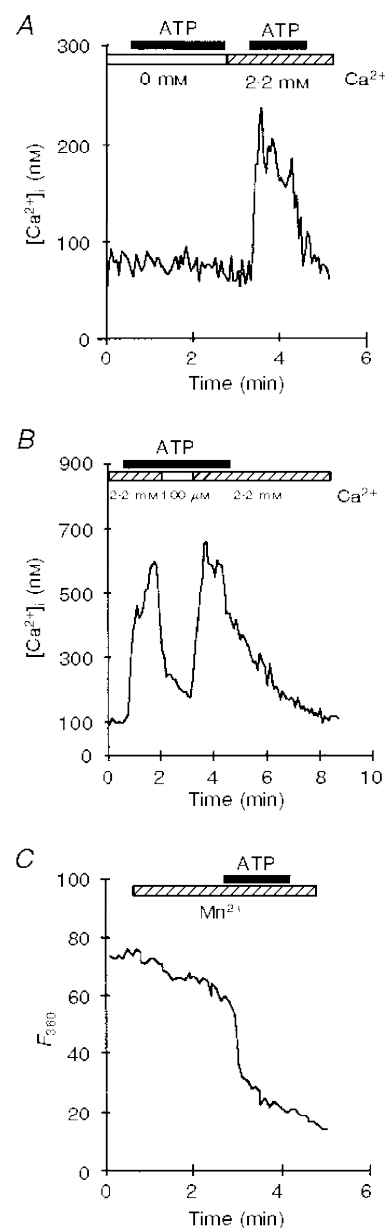 A
ATP
0 mM 2·2 mM Ca²⁺
300
200
100
0
[Ca²⁺]ᵢ (nM)
0 2 4 6
Time (min)
B
ATP
2·2 mM 100 μM 2·2 mM Ca²⁺
900
700
500
300
100
0
[Ca²⁺]ᵢ (nM)
0 2 4 6 8 10
Time (min)
C
ATP
Mn²⁺
100
80
60
40
20
0
F₃₆₀
0 2 4 6
Time (min)